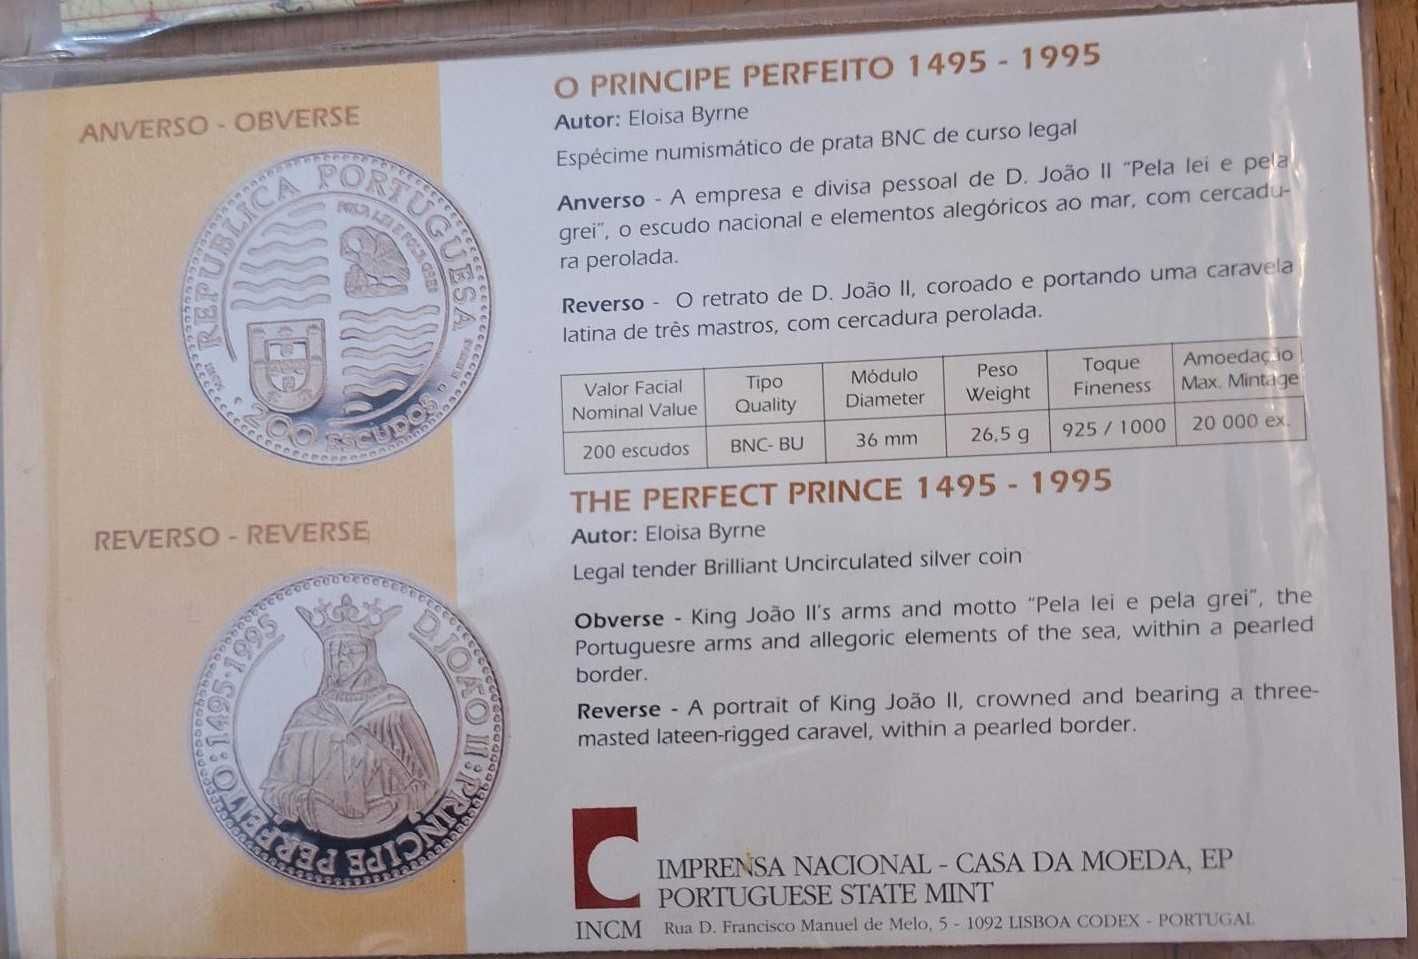 ANVERSO - OBVERSE
REPUBLICA PORTUGUESA
POLA LEI E POLA GREI
INCM
200 ESCUDOS
REVERSO - REVERSE
1495·1995
D.JOÃO II:PRINCIPE PERFEITO:
O PRINCIPE PERFEITO 1495 - 1995
Autor: Eloisa Byrne
Espécime numismático de prata BNC de curso legal
Anverso - A empresa e divisa pessoal de D. João II “Pela lei e pela
grei”, o escudo nacional e elementos alegóricos ao mar, com cercadu-
ra perolada.
Reverso - O retrato de D. João II, coroado e portando uma caravela
latina de três mastros, com cercadura perolada.
Valor Facial Tipo Módulo Peso Toque Amoedação
Nominal Value Quality Diameter Weight Fineness Max. Mintage
200 escudos BNC- BU 36 mm 26,5 g 925 / 1000 20 000 ex.
THE PERFECT PRINCE 1495 - 1995
Autor: Eloisa Byrne
Legal tender Brilliant Uncirculated silver coin
Obverse - King João II's arms and motto “Pela lei e pela grei”, the
Portuguesre arms and allegoric elements of the sea, within a pearled
border.
Reverse - A portrait of King João II, crowned and bearing a three-
masted lateen-rigged caravel, within a pearled border.
IMPRENSA NACIONAL - CASA DA MOEDA, EP
PORTUGUESE STATE MINT
INCM Rua D. Francisco Manuel de Melo, 5 - 1092 LISBOA CODEX - PORTUGAL